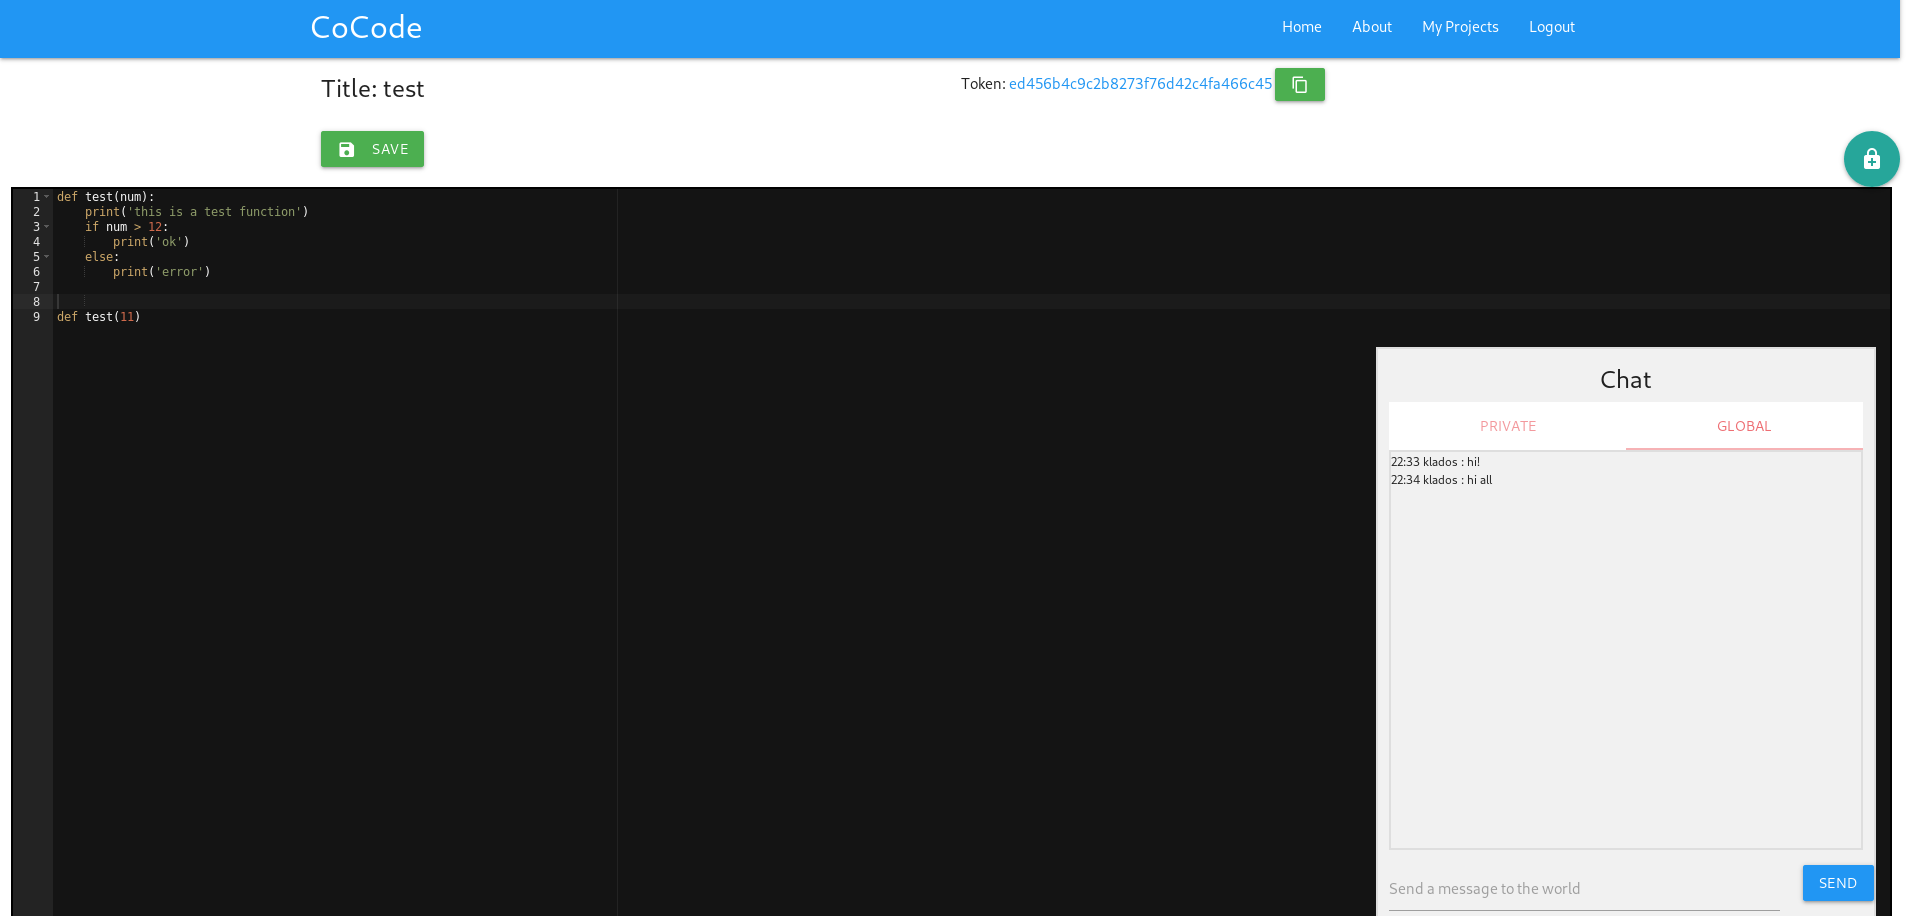 CoCode
Home About My Projects Logout
Title: test
Token: ed456b4c9c2b8273f76d42c4fa466c45
SAVE
1 def test(num):
2     print('this is a test function')
3     if num > 12:
4         print('ok')
5     else:
6         print('error')
7
8
9 def test(11)
Chat
PRIVATE GLOBAL
22:33 klados : hi!
22:34 klados : hi all
Send a message to the world
SEND